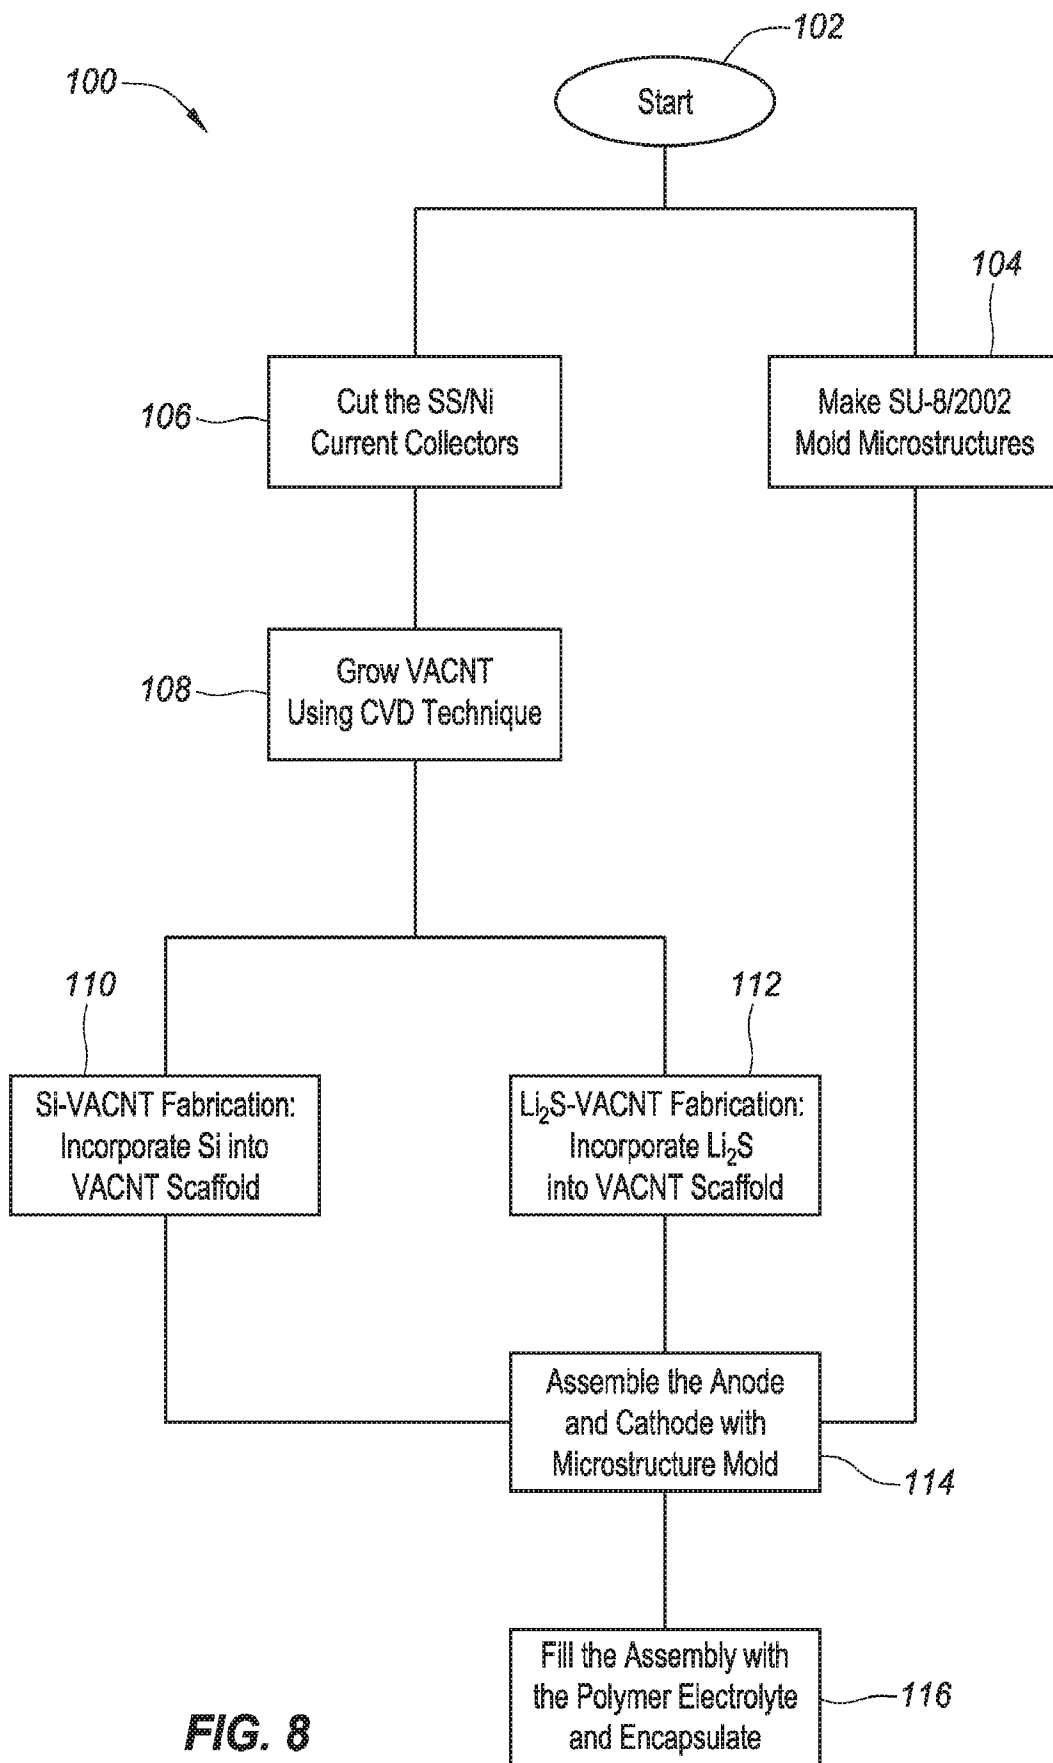 102
100
Start
104
106
Cut the SS/Ni
Current Collectors
Make SU-8/2002
Mold Microstructures
108
Grow VACNT
Using CVD Technique
110
112
Si-VACNT Fabrication:
Incorporate Si into
VACNT Scaffold
Li₂S-VACNT Fabrication:
Incorporate Li₂S
into VACNT Scaffold
Assemble the Anode
and Cathode with
Microstructure Mold
114
Fill the Assembly with
the Polymer Electrolyte
and Encapsulate
116
FIG. 8